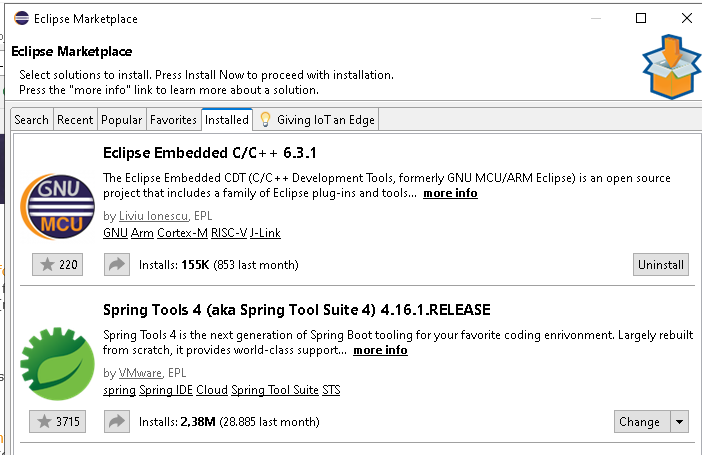 Eclipse Marketplace
Eclipse Marketplace
Select solutions to install. Press Install Now to proceed with installation.
Press the "more info" link to learn more about a solution.
Search Recent Popular Favorites Installed Giving IoT an Edge
Eclipse Embedded C/C++ 6.3.1
The Eclipse Embedded CDT (C/C++ Development Tools, formerly GNU MCU/ARM Eclipse) is an open source
project that includes a family of Eclipse plug-ins and tools... more info
GNU
MCU
by Liviu Ionescu, EPL
GNU Arm Cortex-M RISC-V J-Link
220 Installs: 155K (853 last month) Uninstall
Spring Tools 4 (aka Spring Tool Suite 4) 4.16.1.RELEASE
Spring Tools 4 is the next generation of Spring Boot tooling for your favorite coding enrivonment. Largely rebuilt
from scratch, it provides world-class support... more info
by VMware, EPL
spring Spring IDE Cloud Spring Tool Suite STS
3715 Installs: 2,38M (28.885 last month) Change